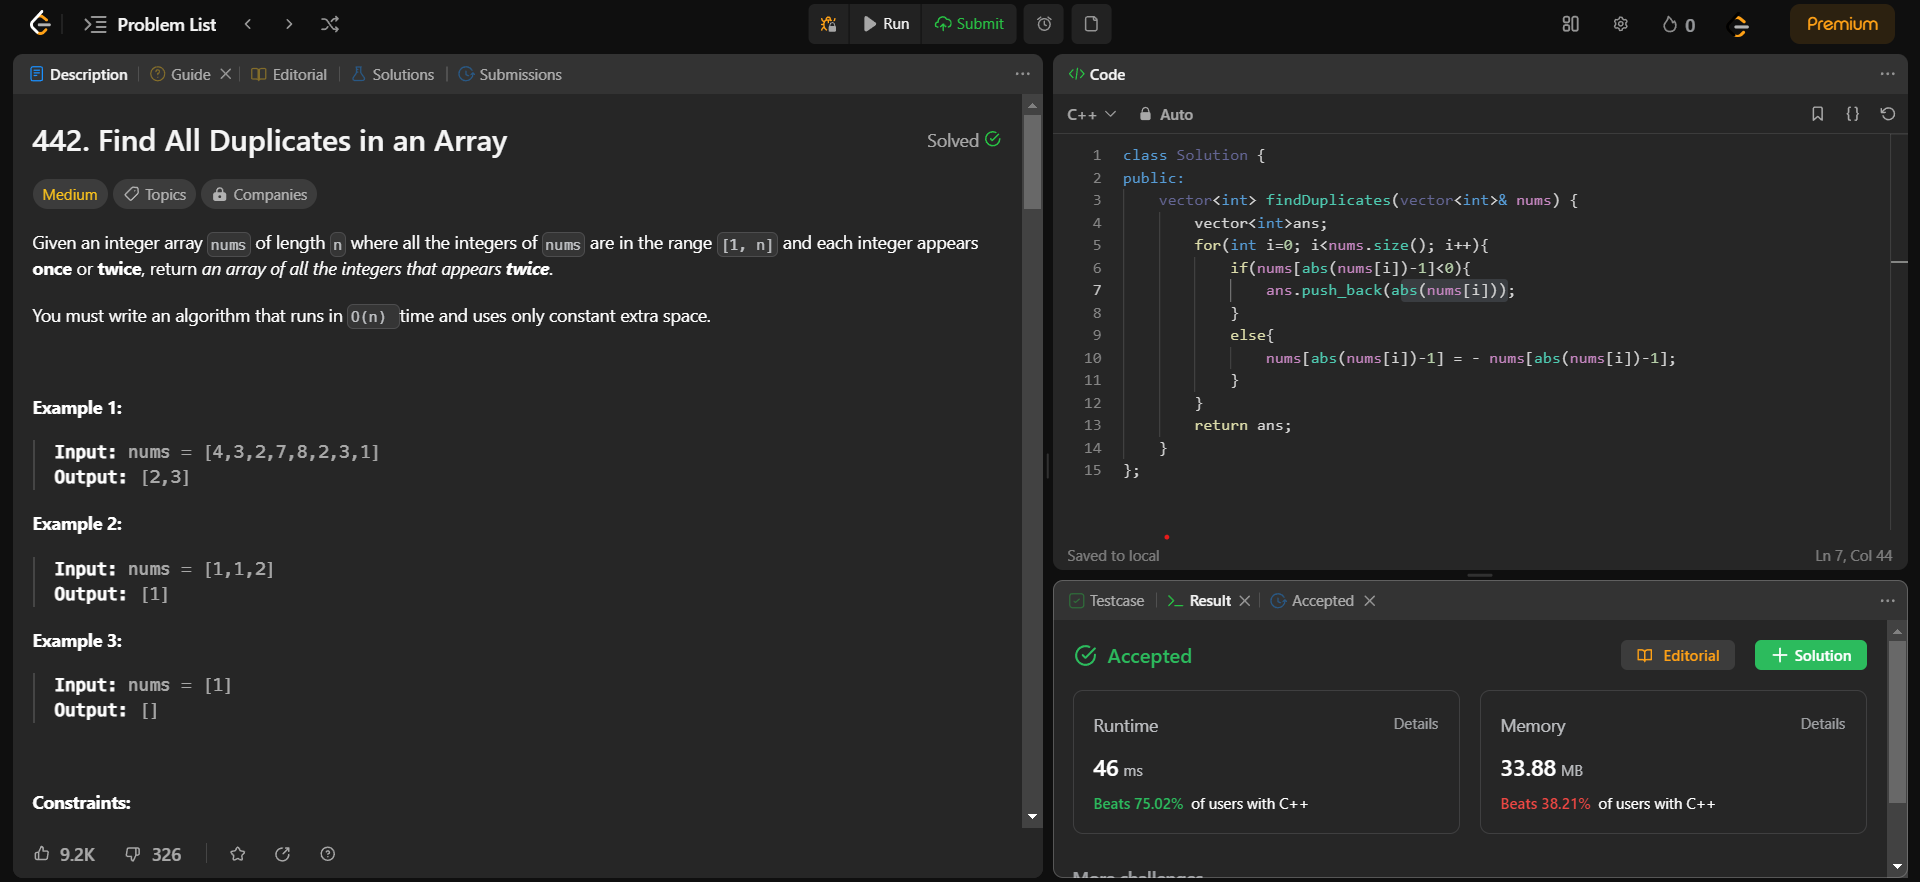 Problem List
Run
Submit
0
Premium
Description
Guide
Editorial
Solutions
Submissions
442. Find All Duplicates in an Array
Solved
Medium
Topics
Companies
Given an integer array nums of length n where all the integers of nums are in the range [1, n] and each integer appears
once or twice, return an array of all the integers that appears twice.
You must write an algorithm that runs in O(n) time and uses only constant extra space.
Example 1:
Input: nums = [4,3,2,7,8,2,3,1]
Output: [2,3]
Example 2:
Input: nums = [1,1,2]
Output: [1]
Example 3:
Input: nums = [1]
Output: []
Constraints:
9.2K
326
</> Code
C++
Auto
{}
1 class Solution {
2 public:
3 vector<int> findDuplicates(vector<int>& nums) {
4 vector<int>ans;
5 for(int i=0; i<nums.size(); i++){
6 if(nums[abs(nums[i])-1]<0){
7 ans.push_back(abs(nums[i]));
8 }
9 else{
10 nums[abs(nums[i])-1] = - nums[abs(nums[i])-1];
11 }
12 }
13 return ans;
14 }
15 };
Saved to local
Ln 7, Col 44
Testcase
>_ Result
Accepted
Accepted
Editorial
+ Solution
Runtime
Details
46 ms
Beats 75.02% of users with C++
Memory
Details
33.88 MB
Beats 38.21% of users with C++
More challenges